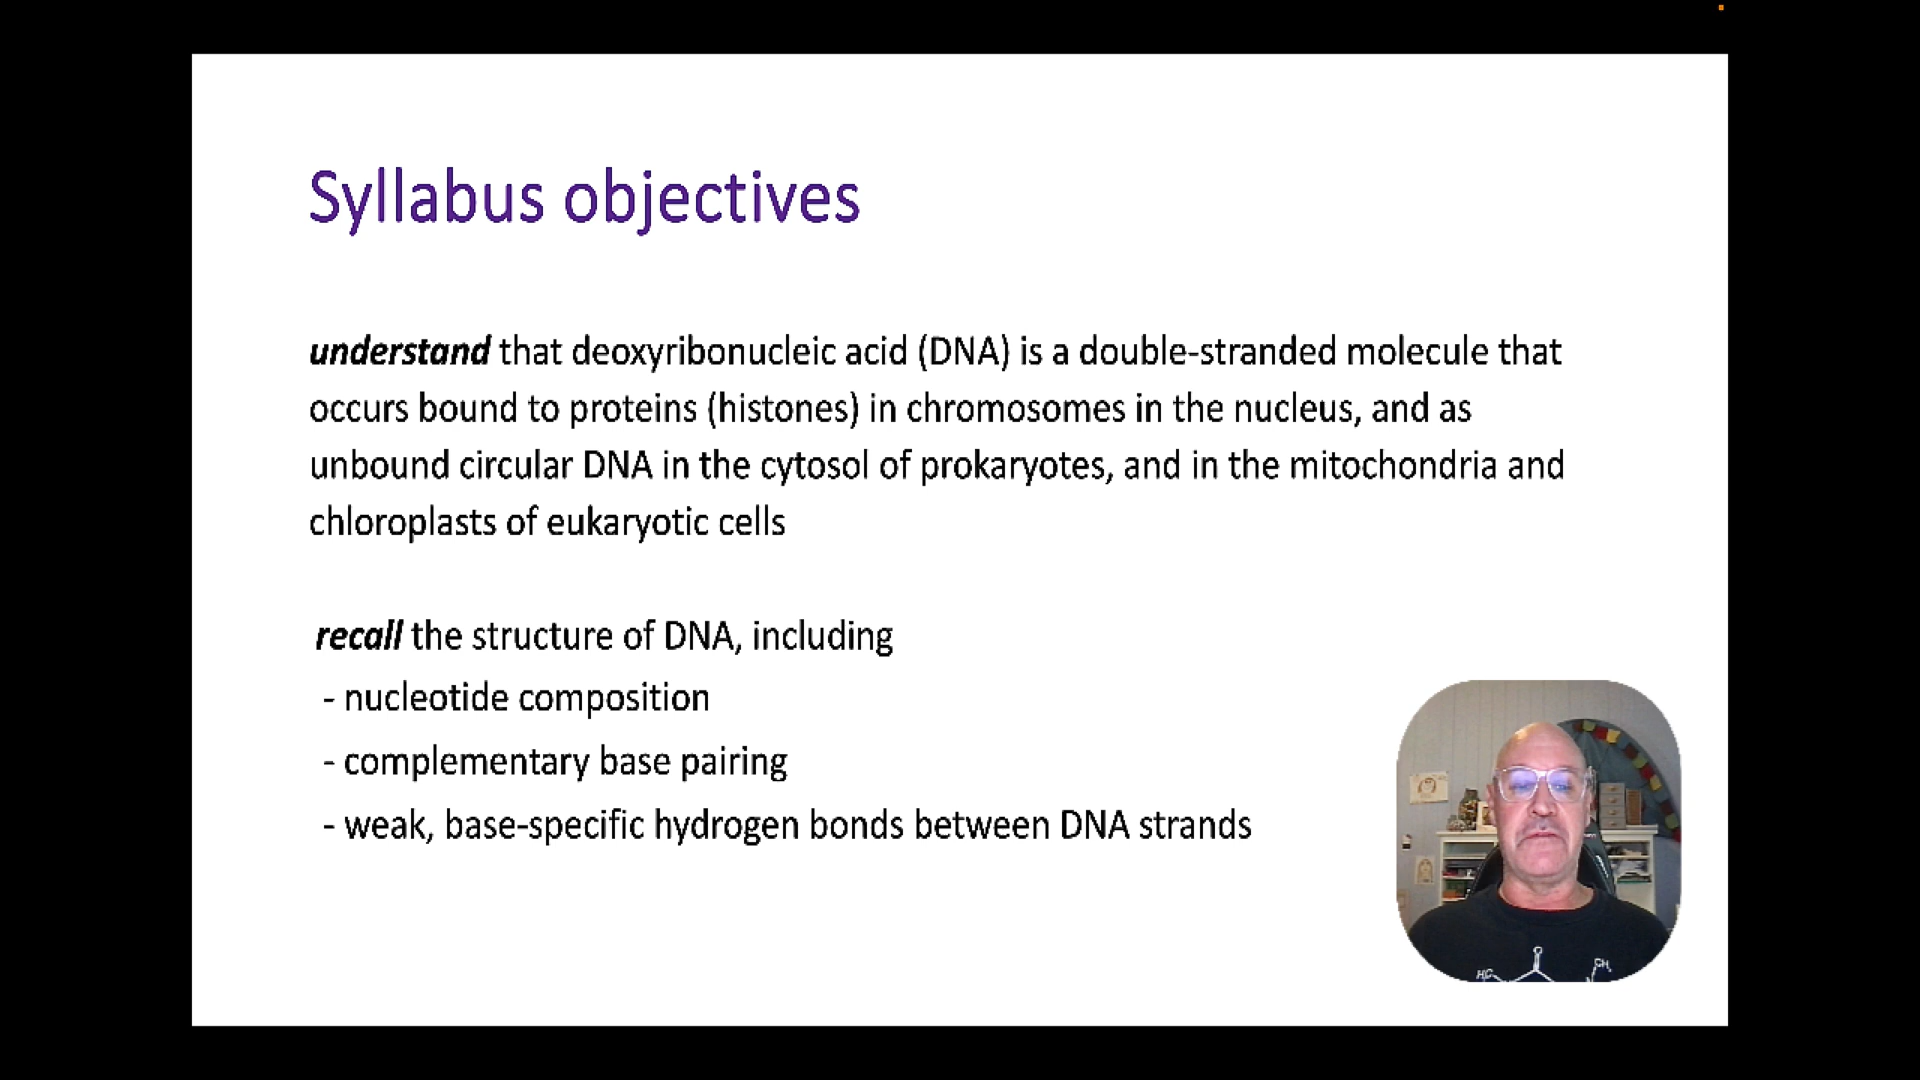 Syllabus objectives
understand that deoxyribonucleic acid (DNA) is a double-stranded molecule that
occurs bound to proteins (histones) in chromosomes in the nucleus, and as
unbound circular DNA in the cytosol of prokaryotes, and in the mitochondria and
chloroplasts of eukaryotic cells
recall the structure of DNA, including
- nucleotide composition
- complementary base pairing
- weak, base-specific hydrogen bonds between DNA strands
O
H₃C
CH₃